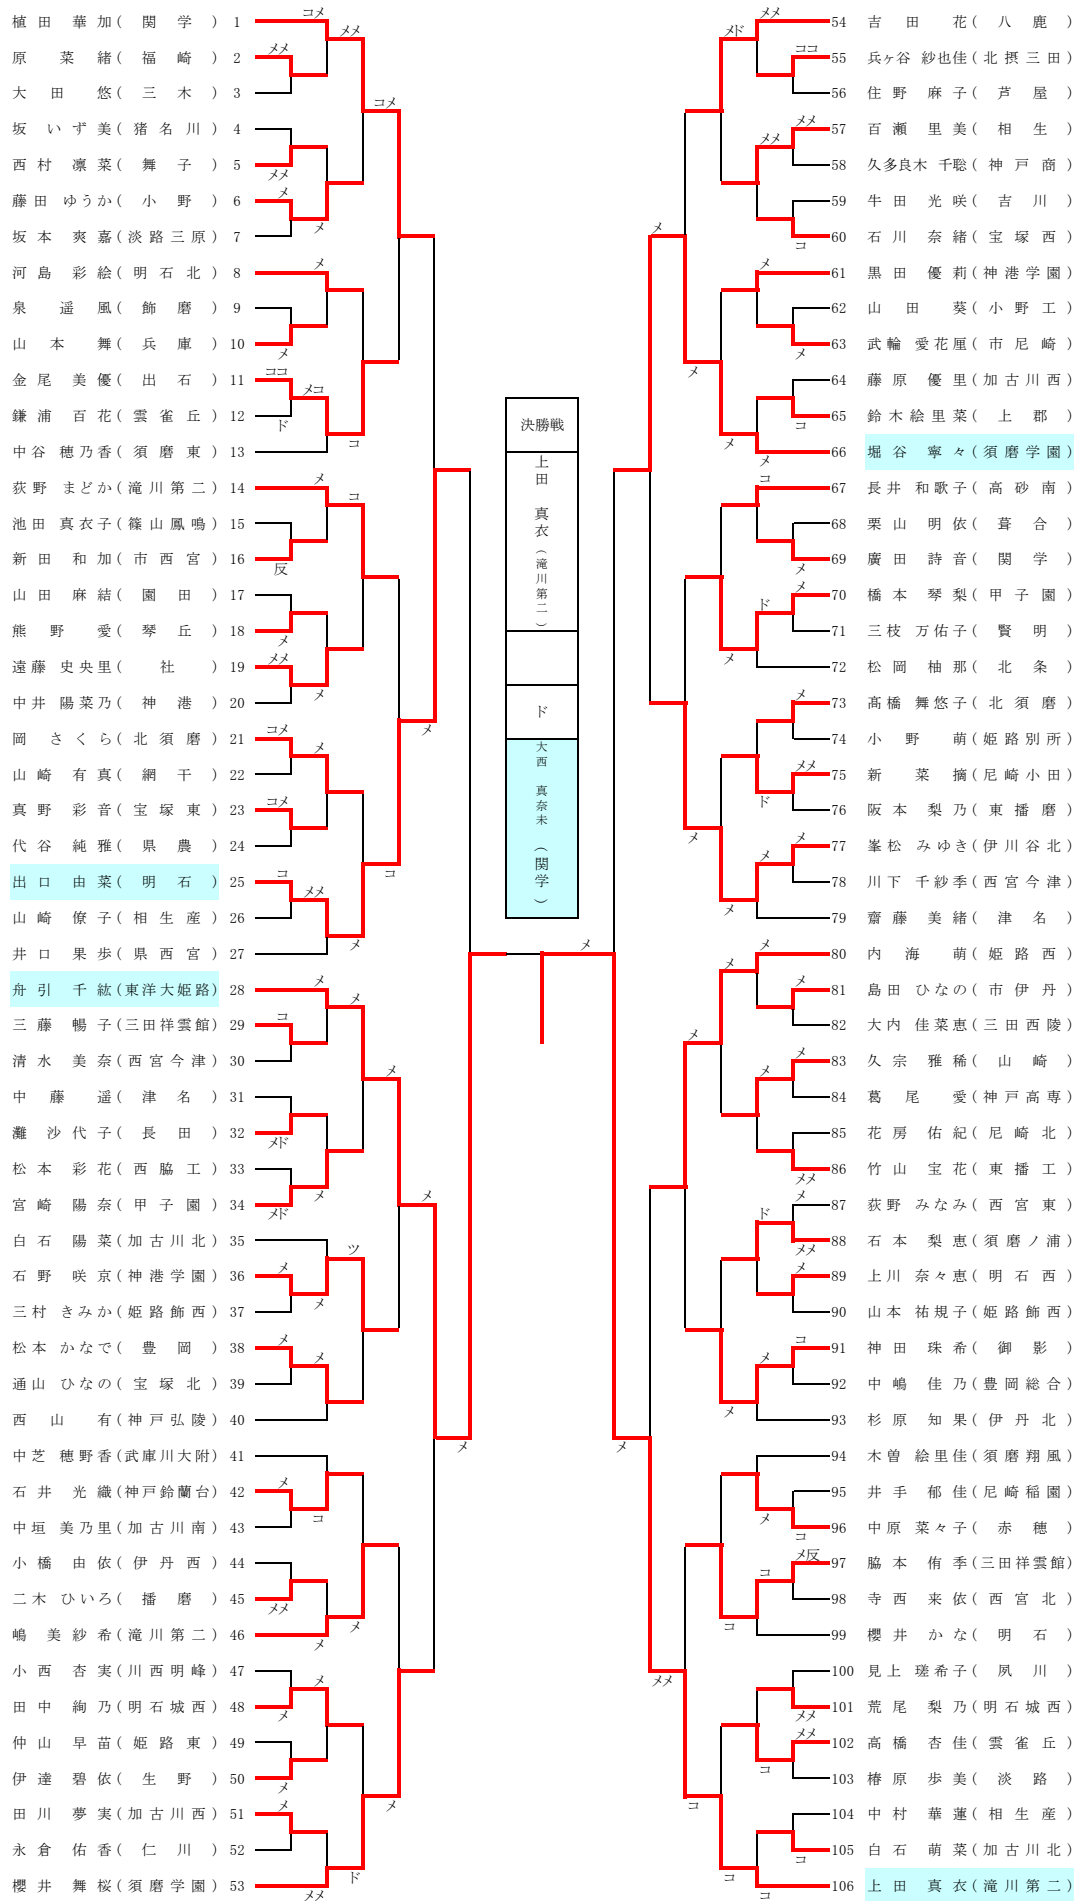 植田 華加(関学) 1
原 菜緒(福崎) 2
大田 悠(三木) 3
坂 いず美(猪名川) 4
西村 凛菜(舞子) 5
藤田 ゆうか(小野) 6
坂本 爽嘉(淡路三原) 7
河島 彩絵(明石北) 8
泉 遥風(飾磨) 9
山本 舞(兵庫) 10
金尾 美優(出石) 11
鎌浦 百花(雲雀丘) 12
中谷 穂乃香(須磨東) 13
荻野 まどか(滝川第二) 14
池田 真衣子(篠山鳳鳴) 15
新田 和加(市西宮) 16
山田 麻結(園田) 17
熊野 愛(琴丘) 18
遠藤 史央里(社) 19
中井 陽菜乃(神港) 20
岡 さくら(北須磨) 21
山崎 有真(網干) 22
真野 彩音(宝塚東) 23
代谷 純雅(県農) 24
出口 由菜(明石) 25
山崎 僚子(相生産) 26
井口 果歩(県西宮) 27
舟引 千紘(東洋大姫路) 28
三藤 暢子(三田祥雲館) 29
清水 美奈(西宮今津) 30
中藤 遥(津名) 31
灘 沙代子(長田) 32
松本 彩花(西脇工) 33
宮崎 陽奈(甲子園) 34
白石 陽菜(加古川北) 35
石野 咲京(神港学園) 36
三村 きみか(姫路飾西) 37
松本 かなで(豊岡) 38
通山 ひなの(宝塚北) 39
西山 有(神戸弘陵) 40
中芝 穂野香(武庫川大附) 41
石井 光織(神戸鈴蘭台) 42
中垣 美乃里(加古川南) 43
小橋 由依(伊丹西) 44
二木 ひいろ(播磨) 45
嶋 美紗希(滝川第二) 46
小西 杏実(川西明峰) 47
田中 絢乃(明石城西) 48
仲山 早苗(姫路東) 49
伊達 碧依(生野) 50
田川 夢実(加古川西) 51
永倉 佑香(仁川) 52
櫻井 舞桜(須磨学園) 53
決勝戦
上田 真衣(滝川第二)
ド
大西 真奈未(関学)
54 吉田 花(八鹿)
55 兵ヶ谷 紗也佳(北摂三田)
56 住野 麻子(芦屋)
57 百瀬 里美(相生)
58 久多良木 千聡(神戸商)
59 牛田 光咲(吉川)
60 石川 奈緒(宝塚西)
61 黒田 優莉(神港学園)
62 山田 葵(小野工)
63 武輪 愛花厘(市尼崎)
64 藤原 優里(加古川西)
65 鈴木 絵里菜(上郡)
66 堀谷 寧々(須磨学園)
67 長井 和歌子(高砂南)
68 栗山 明依(葺合)
69 廣田 詩音(関学)
70 橋本 琴梨(甲子園)
71 三枝 万佑子(賢明)
72 松岡 柚那(北条)
73 髙橋 舞悠子(北須磨)
74 小野 萌(姫路別所)
75 新 菜摘(尼崎小田)
76 阪本 梨乃(東播磨)
77 峯松 みゆき(伊川谷北)
78 川下 千紗季(西宮今津)
79 齋藤 美緒(津名)
80 内海 萌(姫路西)
81 島田 ひなの(市伊丹)
82 大内 佳菜恵(三田西陵)
83 久宗 雅稀(山崎)
84 葛尾 愛(神戸高専)
85 花房 佑紀(尼崎北)
86 竹山 宝花(東播工)
87 荻野 みなみ(西宮東)
88 石本 梨恵(須磨ノ浦)
89 上川 奈々恵(明石西)
90 山本 祐規子(姫路飾西)
91 神田 珠希(御影)
92 中嶋 佳乃(豊岡総合)
93 杉原 知果(伊丹北)
94 木曽 絵里佳(須磨翔風)
95 井手 郁佳(尼崎稲園)
96 中原 菜々子(赤穂)
97 脇本 侑季(三田祥雲館)
98 寺西 来依(西宮北)
99 櫻井 かな(明石)
100 見上 瑳希子(夙川)
101 荒尾 梨乃(明石城西)
102 高橋 杏佳(雲雀丘)
103 椿原 歩美(淡路)
104 中村 華蓮(相生産)
105 白石 萌菜(加古川北)
106 上田 真衣(滝川第二)